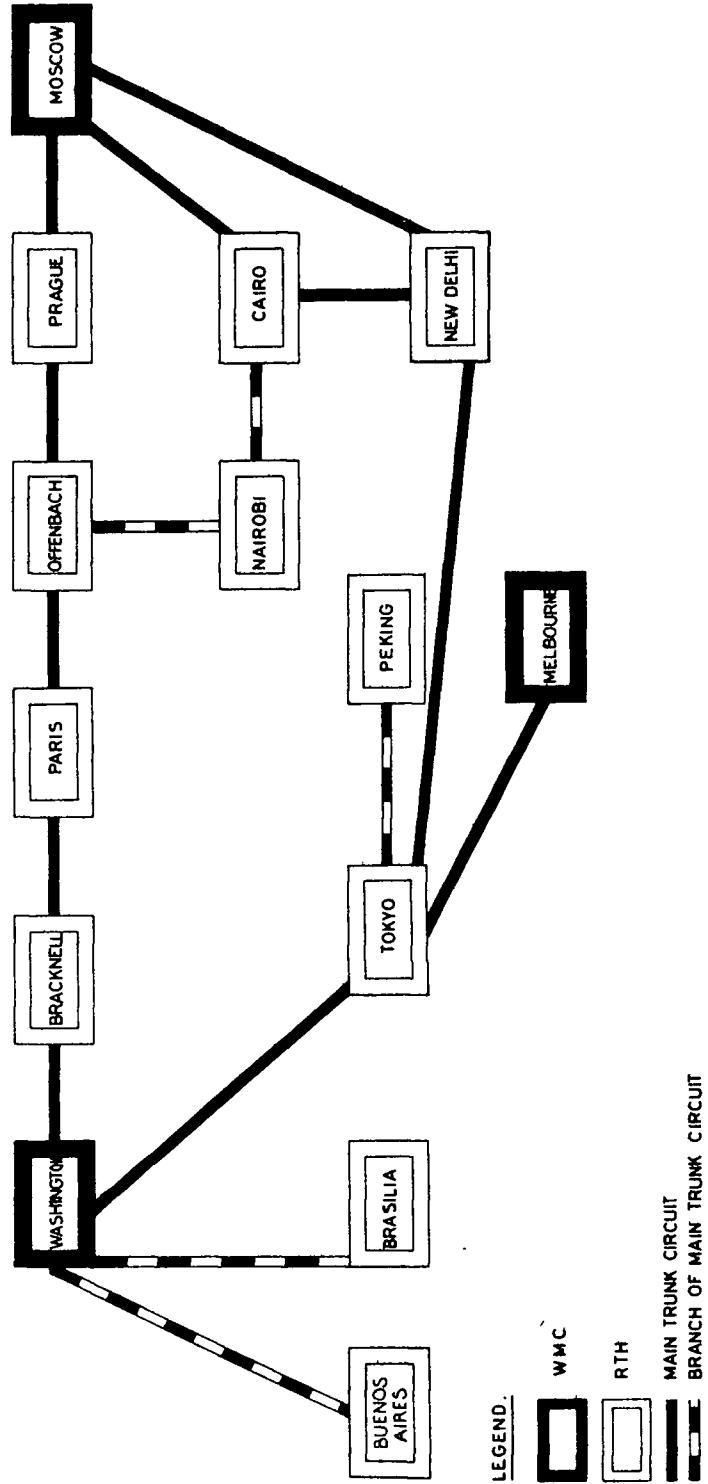 WASHINGTON
BRACKNELL
PARIS
OFFENBACH
PRAGUE
MOSCOW
NAIROBI
CAIRO
BUENOS
AIRES
BRASILIA
TOKYO
PEKING
NEW DELHI
MELBOURNE
LEGEND.
WMC
RTH
MAIN TRUNK CIRCUIT
BRANCH OF MAIN TRUNK CIRCUIT